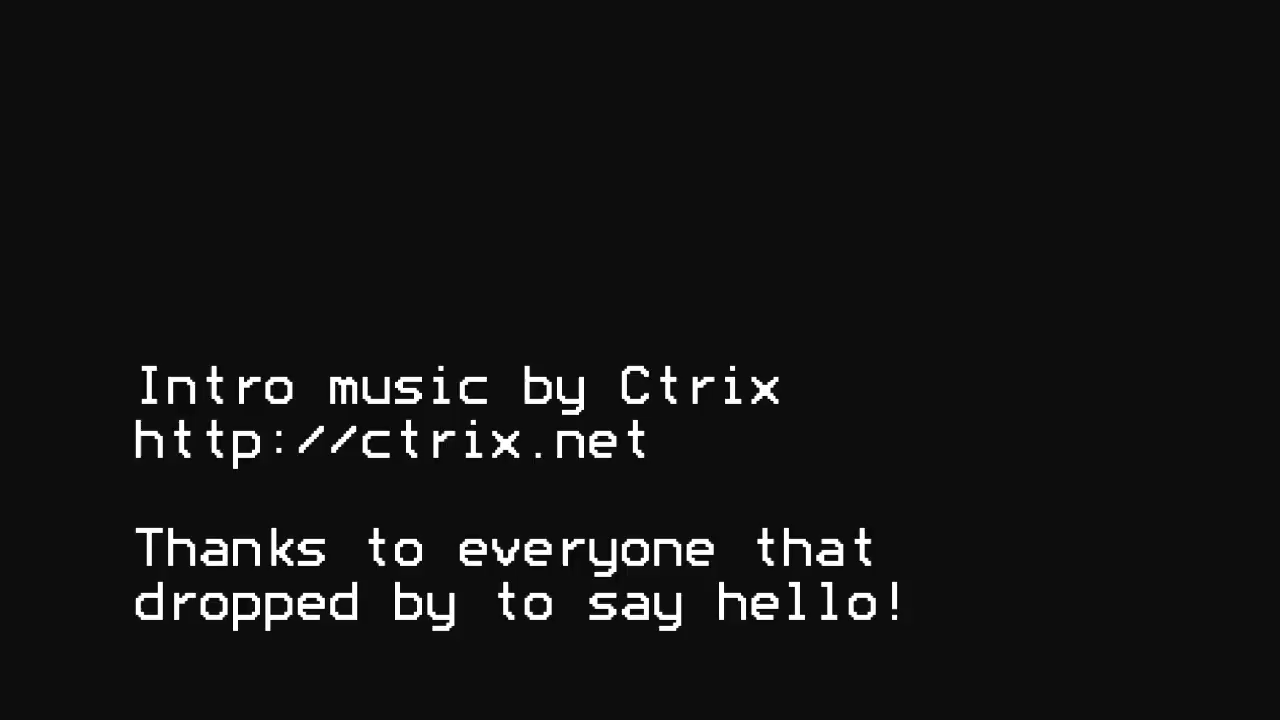 Intro music by Ctrix
http://ctrix.net
Thanks to everyone that
dropped by to say hello!